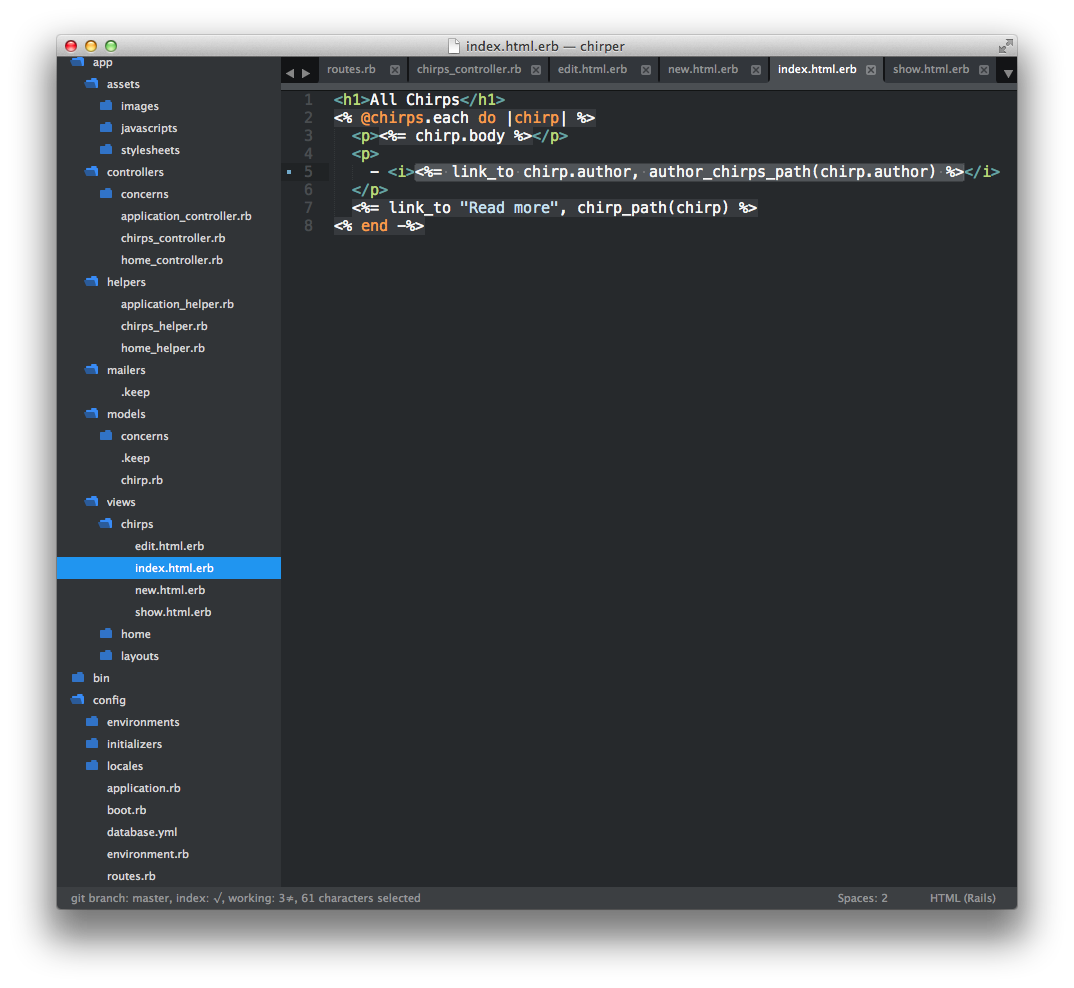 index.html.erb — chirper
app
assets
images
javascripts
stylesheets
controllers
concerns
application_controller.rb
chirps_controller.rb
home_controller.rb
helpers
application_helper.rb
chirps_helper.rb
home_helper.rb
mailers
.keep
models
concerns
.keep
chirp.rb
views
chirps
edit.html.erb
index.html.erb
new.html.erb
show.html.erb
home
layouts
bin
config
environments
initializers
locales
application.rb
boot.rb
database.yml
environment.rb
routes.rb
routes.rb chirps_controller.rb edit.html.erb new.html.erb index.html.erb show.html.erb
1 <h1>All Chirps</h1>
2 <% @chirps.each do |chirp| %>
3 <p><%= chirp.body %></p>
4 <p>
5 – <i><%= link_to chirp.author, author_chirps_path(chirp.author) %></i>
6 </p>
7 <%= link_to "Read more", chirp_path(chirp) %>
8 <% end -%>
git branch: master, index: √, working: 3≠, 61 characters selected Spaces: 2 HTML (Rails)